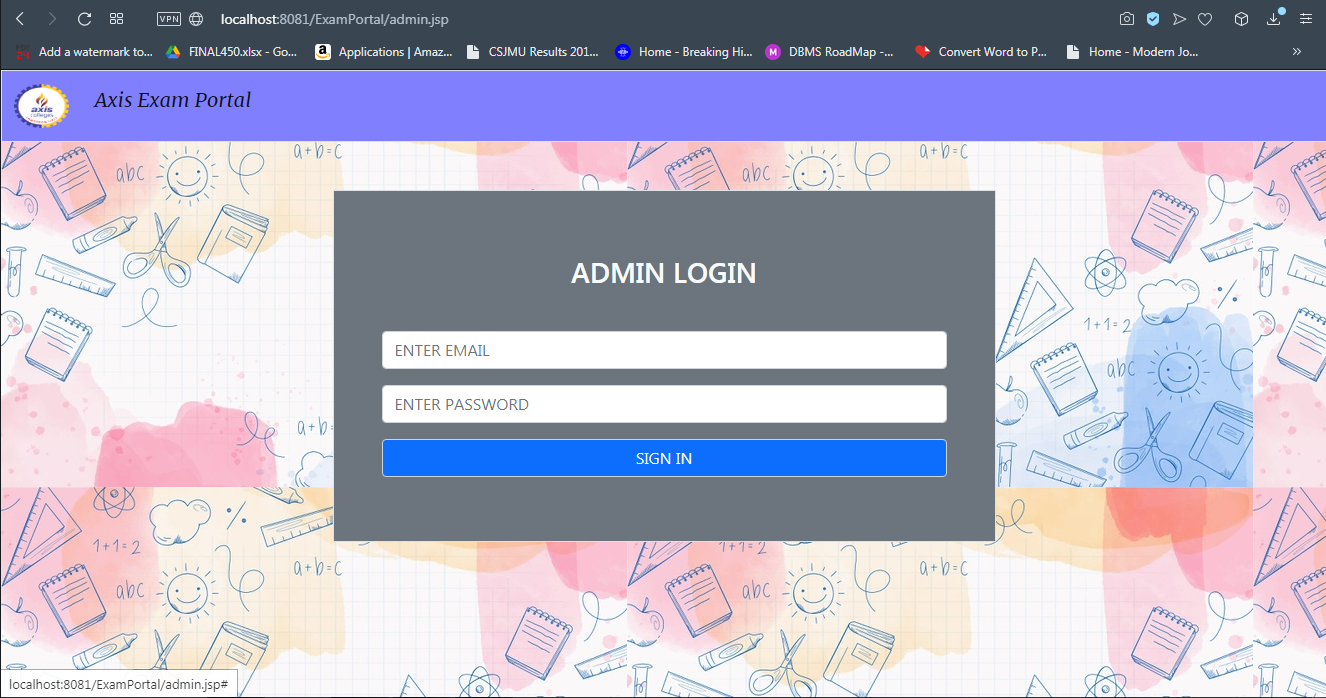 VPN localhost:8081/ExamPortal/admin.jsp
Add a watermark to... FINAL450.xlsx - Go... a Applications | Amaz... CSJMU Results 201... Home - Breaking Hi... M DBMS RoadMap -... Convert Word to P... Home - Modern Jo... »
axis
colleges
Axis Exam Portal
a+b=c
a+b=c
abc
abc
ADMIN LOGIN
1+1=2
ENTER EMAIL
abc
ENTER PASSWORD
a+b=
SIGN IN
%
1+1=2
1+1=2
a+b=c
a+b=c
abc
abc
localhost:8081/ExamPortal/admin.jsp#